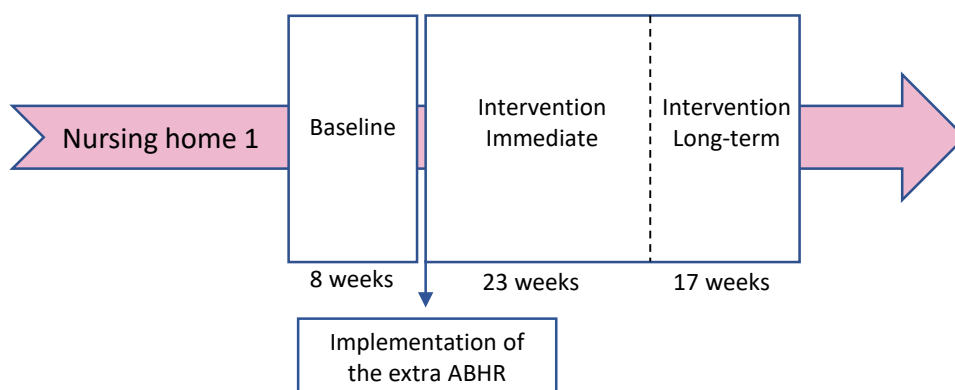 Nursing home 1
Baseline
Intervention
Immediate
Intervention
Long-term
8 weeks
23 weeks
17 weeks
Implementation of
the extra ABHR